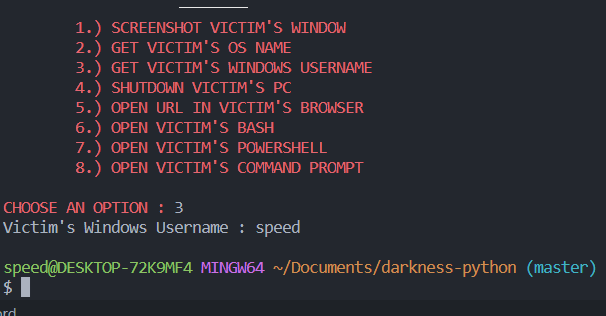 1.) SCREENSHOT VICTIM'S WINDOW
2.) GET VICTIM'S OS NAME
3.) GET VICTIM'S WINDOWS USERNAME
4.) SHUTDOWN VICTIM'S PC
5.) OPEN URL IN VICTIM'S BROWSER
6.) OPEN VICTIM'S BASH
7.) OPEN VICTIM'S POWERSHELL
8.) OPEN VICTIM'S COMMAND PROMPT
CHOOSE AN OPTION : 3
Victim's Windows Username : speed
speed@DESKTOP-72K9MF4 MINGW64 ~/Documents/darkness-python (master)
$